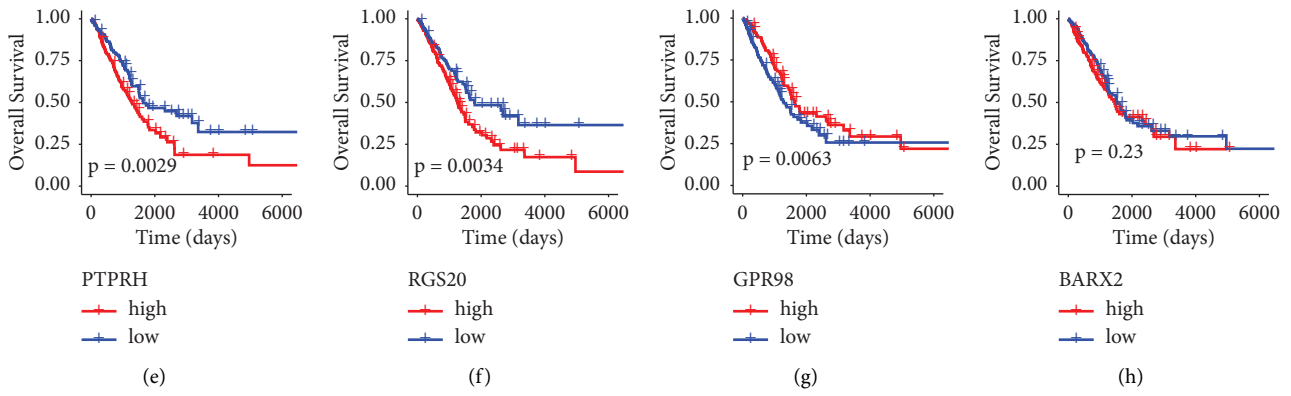 Overall Survival
1.00
0.75
0.50
0.25
0.00
p = 0.0029
0 2000 4000 6000
Time (days)
PTPRH
high
low
(e)
Overall Survival
1.00
0.75
0.50
0.25
0.00
p = 0.0034
0 2000 4000 6000
Time (days)
RGS20
high
low
(f)
Overall Survival
1.00
0.75
0.50
0.25
0.00
p = 0.0063
0 2000 4000 6000
Time (days)
GPR98
high
low
(g)
Overall Survival
1.00
0.75
0.50
0.25
0.00
p = 0.23
0 2000 4000 6000
Time (days)
BARX2
high
low
(h)